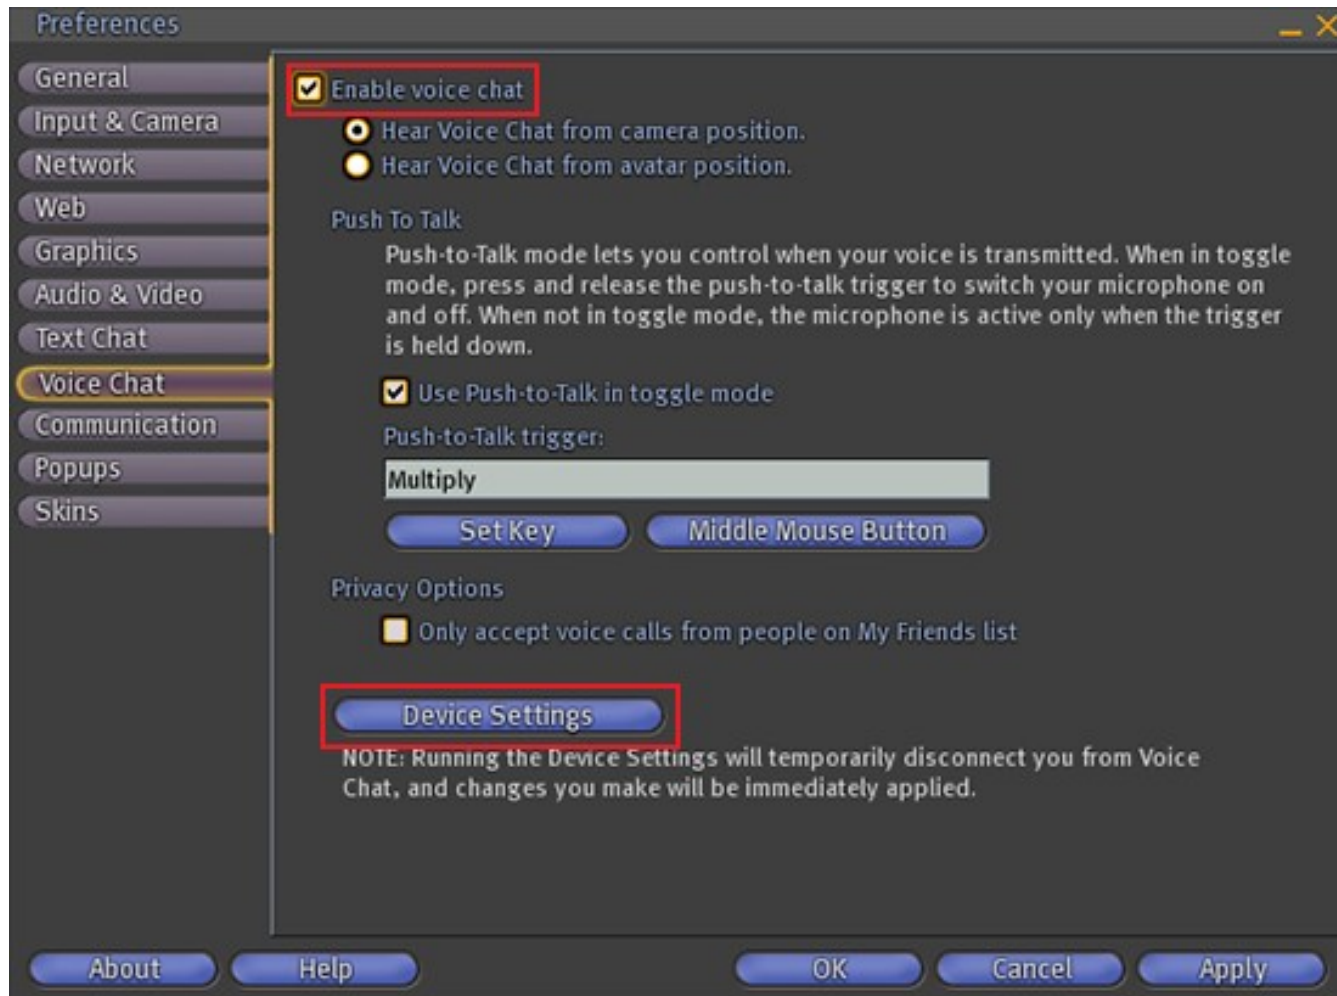 Preferences
General
Input & Camera
Network
Web
Graphics
Audio & Video
Text Chat
Voice Chat
Communication
Popups
Skins
Enable voice chat
Hear Voice Chat from camera position.
Hear Voice Chat from avatar position.
Push To Talk
Push-to-Talk mode lets you control when your voice is transmitted. When in toggle
mode, press and release the push-to-talk trigger to switch your microphone on
and off. When not in toggle mode, the microphone is active only when the trigger
is held down.
Use Push-to-Talk in toggle mode
Push-to-Talk trigger:
Multiply
Set Key Middle Mouse Button
Privacy Options
Only accept voice calls from people on My Friends list
Device Settings
NOTE: Running the Device Settings will temporarily disconnect you from Voice
Chat, and changes you make will be immediately applied.
About Help OK Cancel Apply